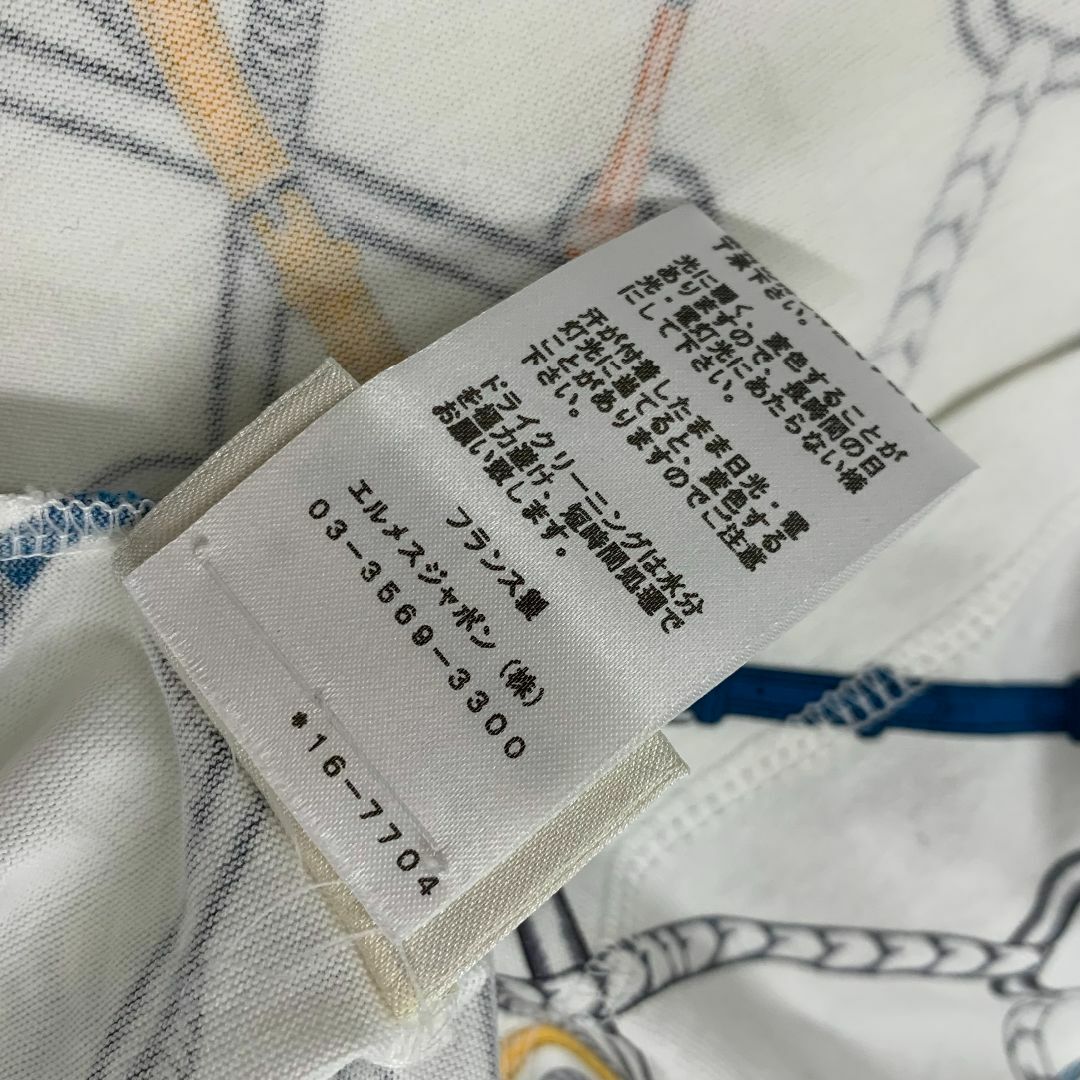 下さい。
光に弱く、変色することが
ありますので、長時間の日
光・電灯光にあたらない様
にして下さい。
汗が付着したまま日光・電
灯光に当てると、変色する
ことがありますのでご注意
下さい。
ドライクリーニングは水分
を極力避け、短時間処理で
お願い致します。
フランス製
エルメスジャポン(株)
03-3569-3300
*16-7704